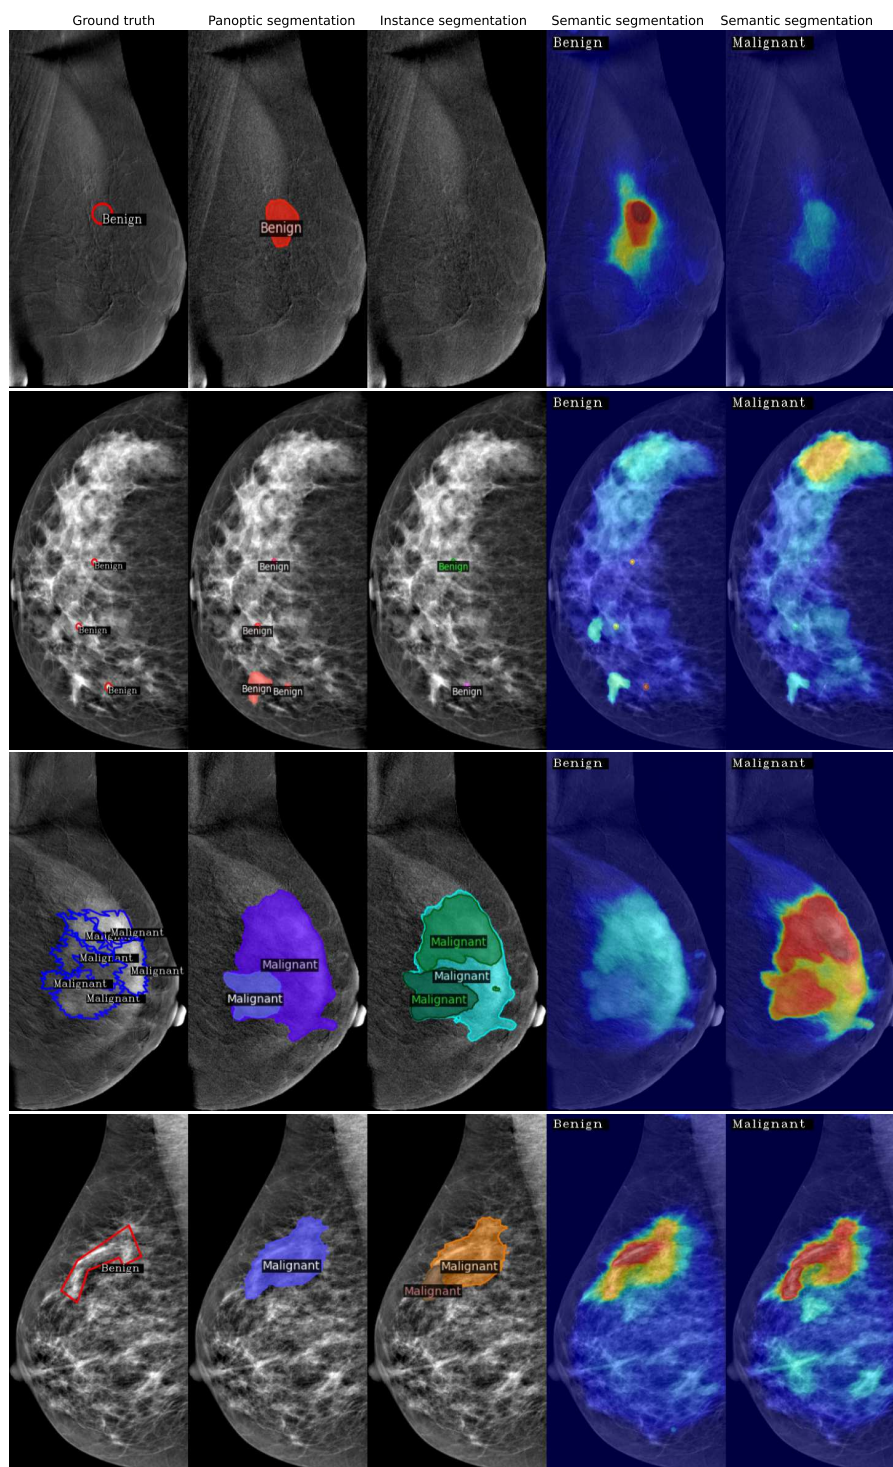 Ground truth Panoptic segmentation Instance segmentation Semantic segmentation Semantic segmentation
Benign Malignant
Benign
Benign
Benign Malignant
Benign Benign Benign
Benign Benign
Benign Benign Benign Benign
Benign Malignant
Malignant
Malignant
Malignant Malignant
Malignant Malignant Malignant
Malignant Malignant Malignant
Malignant
Benign Malignant
Benign Malignant Malignant
Malignant